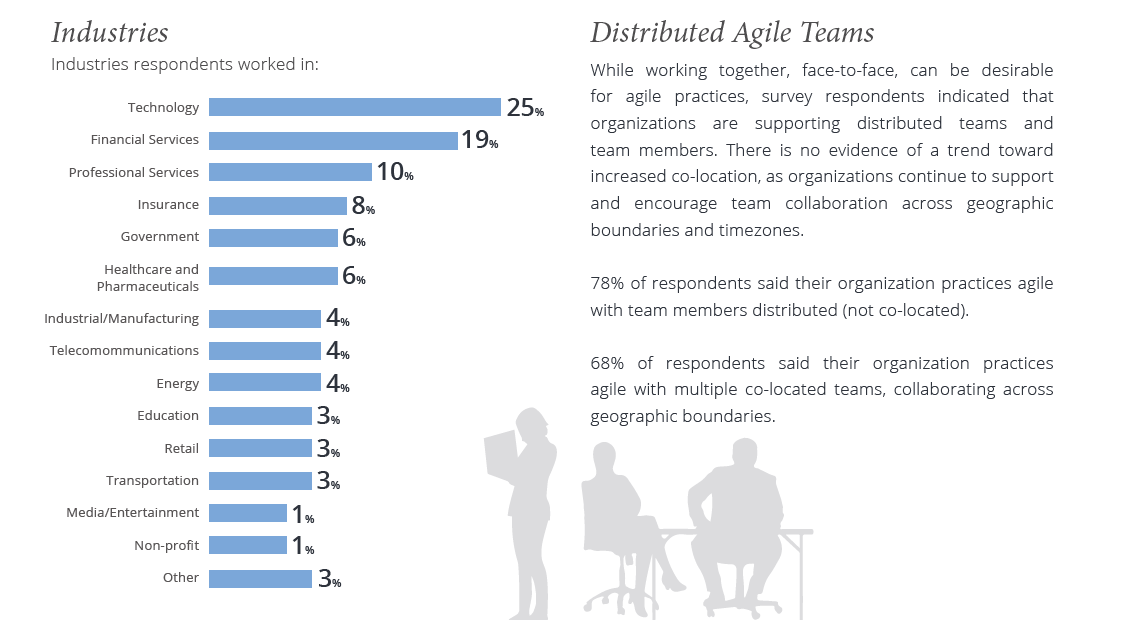 Industries
Industries respondents worked in:
Technology 25%
Financial Services 19%
Professional Services 10%
Insurance 8%
Government 6%
Healthcare and
Pharmaceuticals 6%
Industrial/Manufacturing 4%
Telecomommunications 4%
Energy 4%
Education 3%
Retail 3%
Transportation 3%
Media/Entertainment 1%
Non-profit 1%
Other 3%
Distributed Agile Teams
While working together, face-to-face, can be desirable
for agile practices, survey respondents indicated that
organizations are supporting distributed teams and
team members. There is no evidence of a trend toward
increased co-location, as organizations continue to support
and encourage team collaboration across geographic
boundaries and timezones.
78% of respondents said their organization practices agile
with team members distributed (not co-located).
68% of respondents said their organization practices
agile with multiple co-located teams, collaborating across
geographic boundaries.